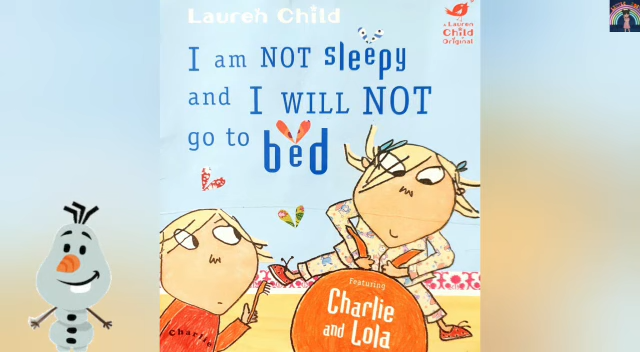 Lauren Child
a Lauren
Child
Original
I am NOT sleepy
and I WILL NOT
go to bed
Featuring
Charlie
and Lola
Charlie